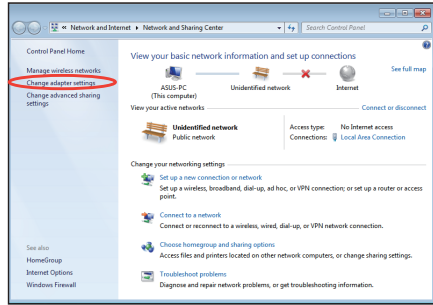 « Network and Internet ▸ Network and Sharing Center
Search Control Panel
Control Panel Home
Manage wireless networks
Change adapter settings
Change advanced sharing
settings
View your basic network information and set up connections
See full map
ASUS-PC
(This computer)
Unidentified network
Internet
View your active networks
Connect or disconnect
Unidentified network
Public network
Access type: No Internet access
Connections: Local Area Connection
Change your networking settings
Set up a new connection or network
Set up a wireless, broadband, dial-up, ad hoc, or VPN connection; or set up a router or access
point.
Connect to a network
Connect or reconnect to a wireless, wired, dial-up, or VPN network connection.
Choose homegroup and sharing options
Access files and printers located on other network computers, or change sharing settings.
Troubleshoot problems
Diagnose and repair network problems, or get troubleshooting information.
See also
HomeGroup
Internet Options
Windows Firewall